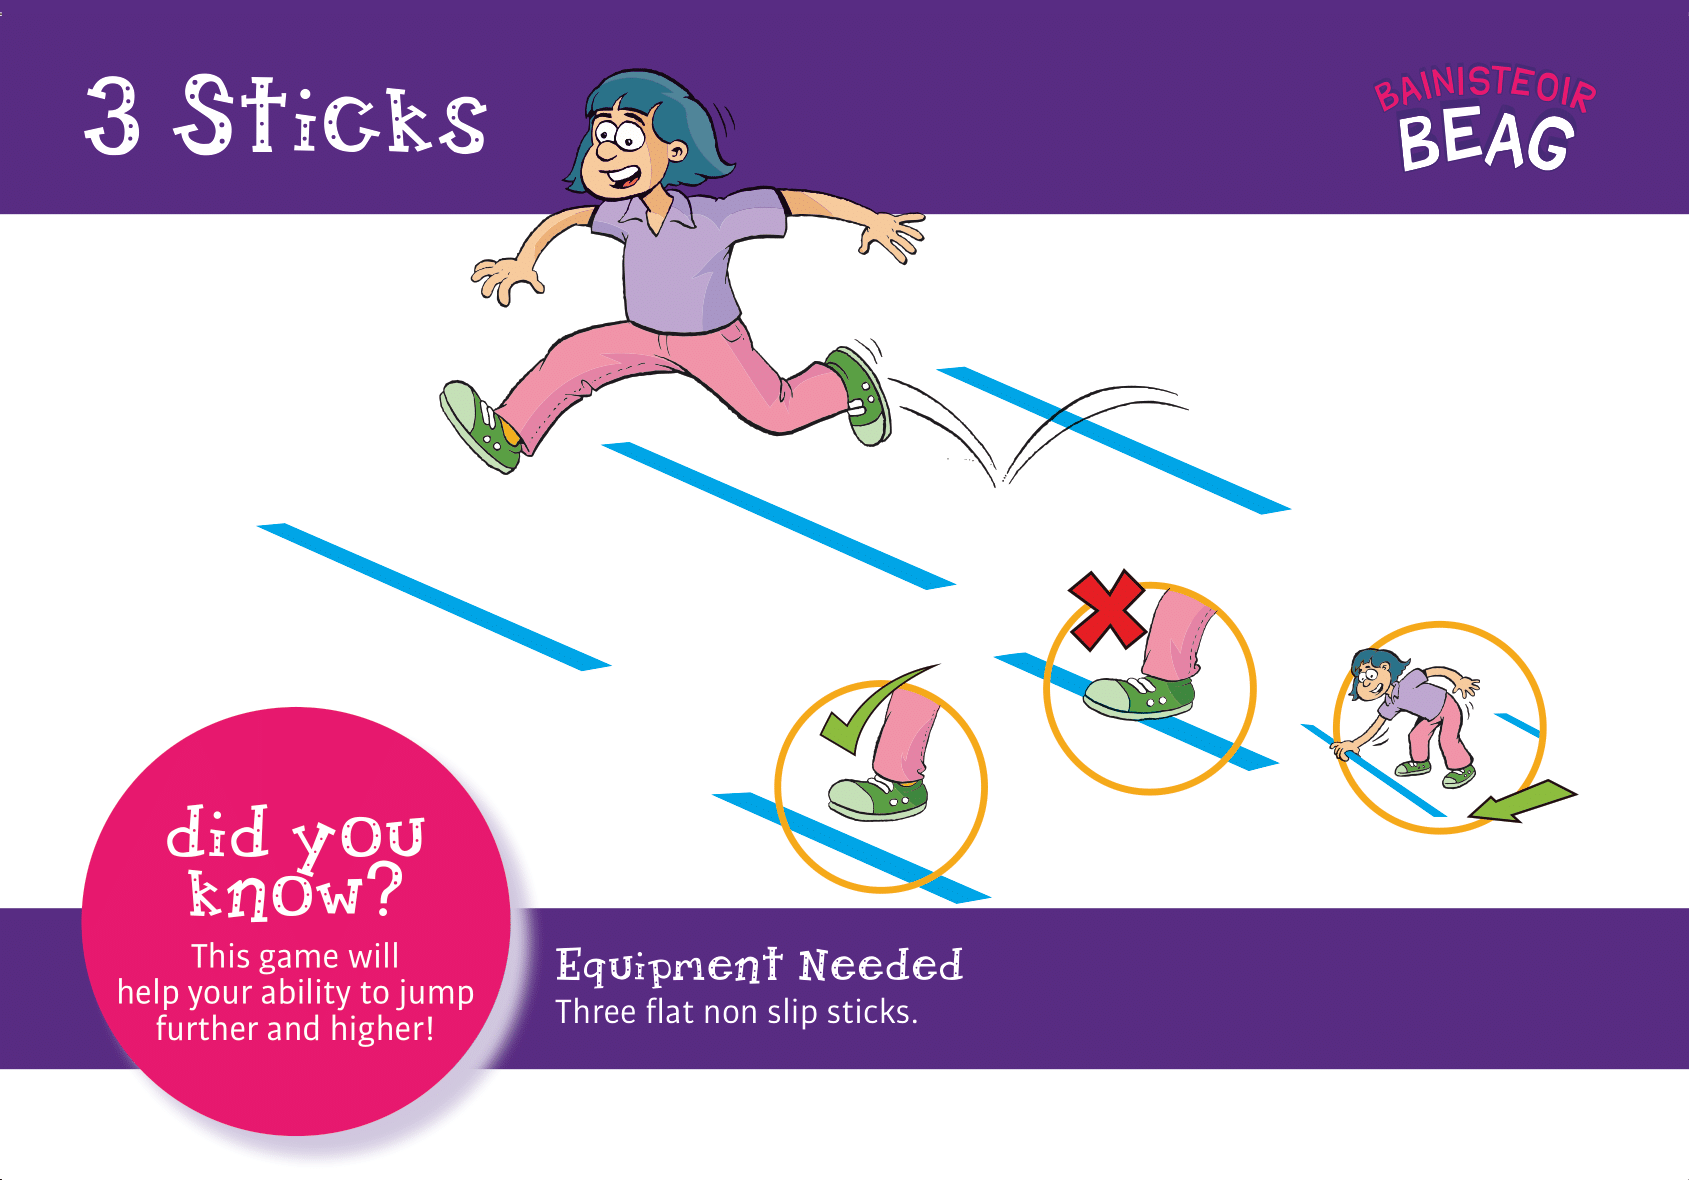 3 Sticks
BAINISTEOIR
BEAG
did you
know?
This game will
help your ability to jump
further and higher!
Equipment Needed
Three flat non slip sticks.